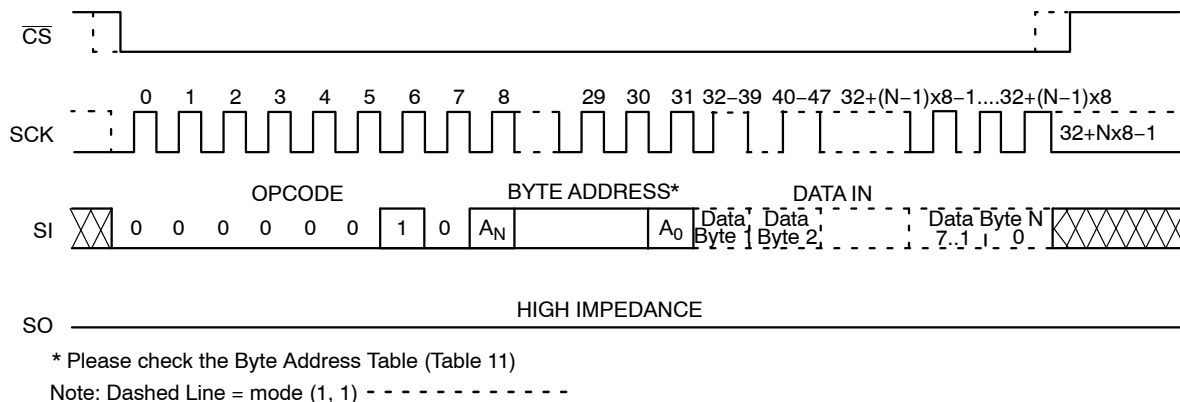 CS
0 1 2 3 4 5 6 7 8 29 30 31 32–39 40–47 32+(N–1)x8–1....32+(N–1)x8
SCK
32+Nx8–1
OPCODE BYTE ADDRESS* DATA IN
SI 0 0 0 0 0 0 1 0 AN A0 Data Byte 1 Data Byte 2 Data Byte N
7..1 0
HIGH IMPEDANCE
SO
* Please check the Byte Address Table (Table 11)
Note: Dashed Line = mode (1, 1) - - - - - - - - - - - - -